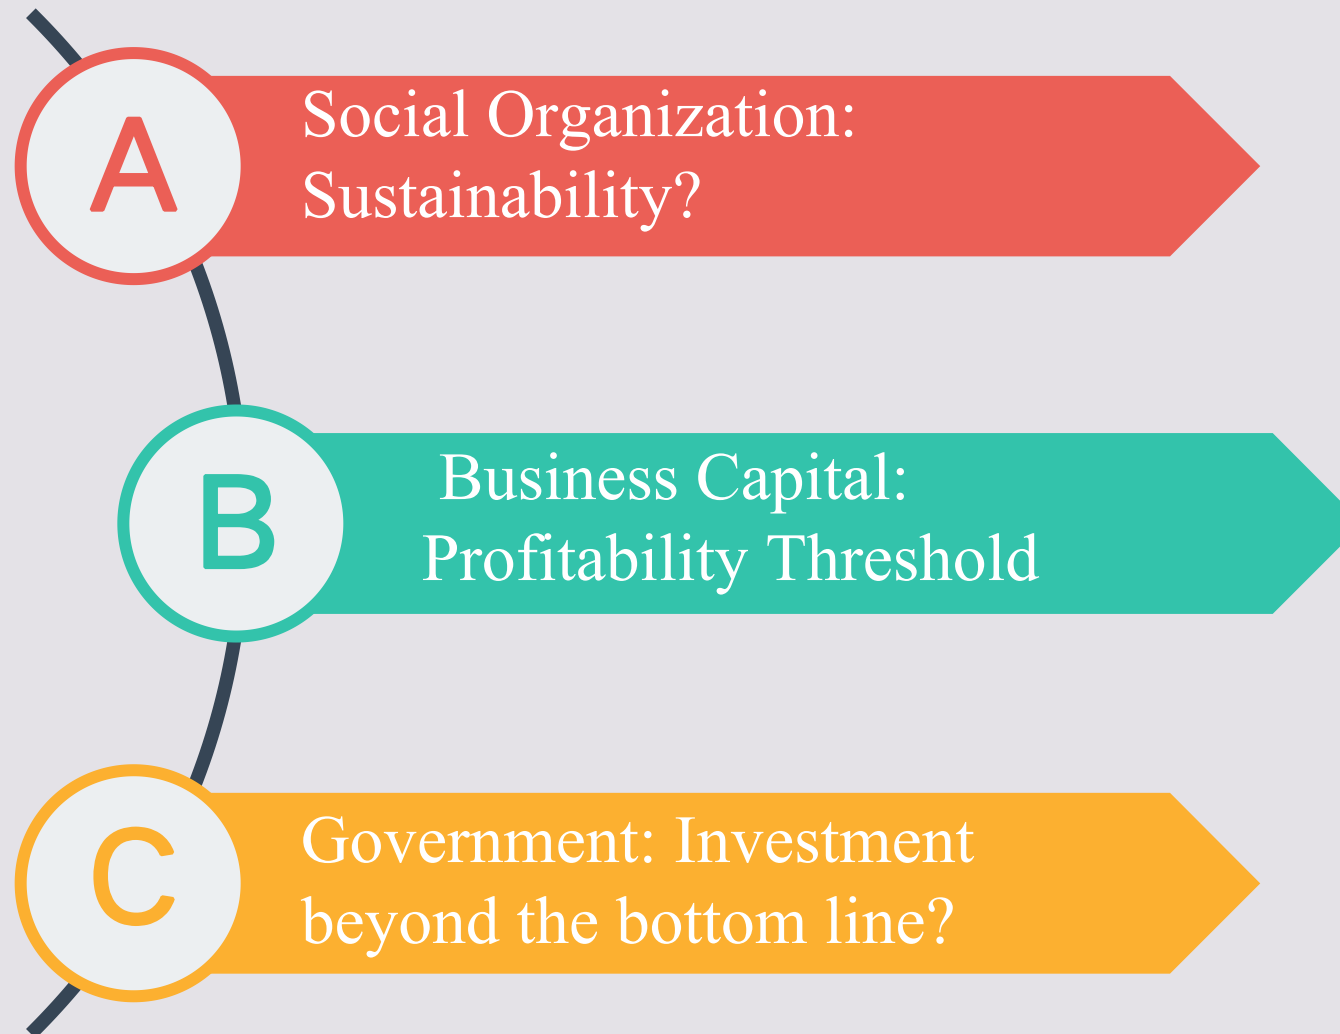 A
Social Organization:
Sustainability?
B
Business Capital:
Profitability Threshold
C
Government: Investment
beyond the bottom line?